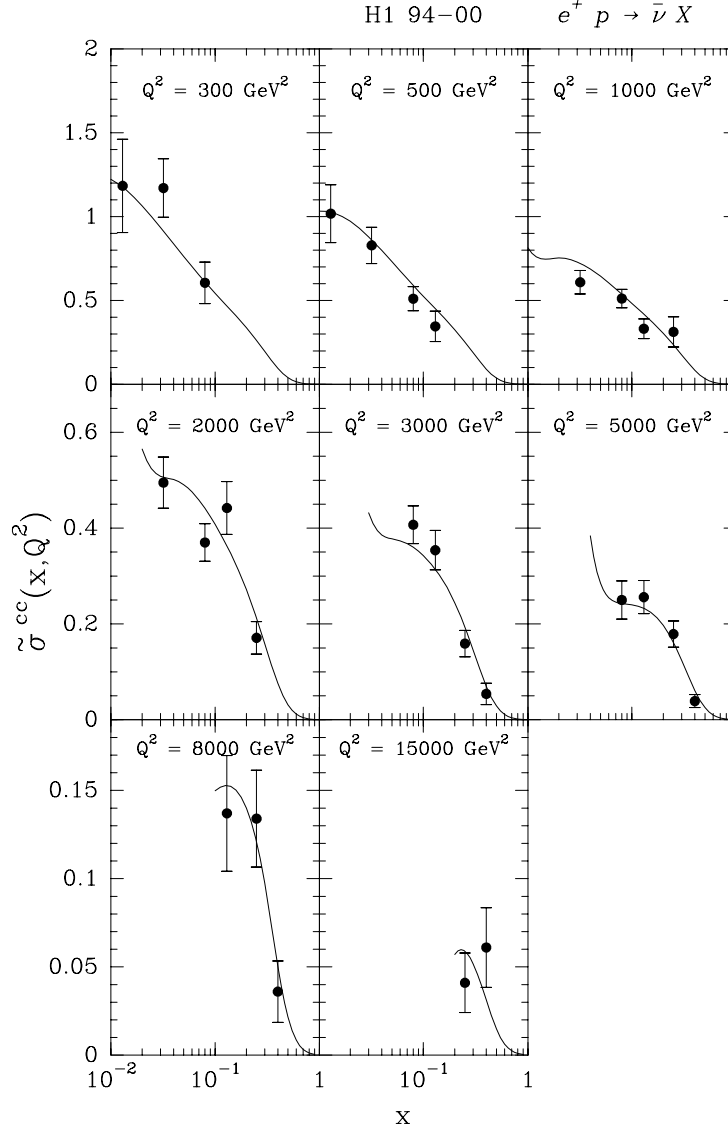 H1 94−00 e⁺ p → ν̄ X
Q² = 300 GeV² Q² = 500 GeV² Q² = 1000 GeV²
2
1.5
1
0.5
0
Q² = 2000 GeV² Q² = 3000 GeV² Q² = 5000 GeV²
0.6
0.4
0.2
0
σ̃ ᶜᶜ(x,Q²)
Q² = 8000 GeV² Q² = 15000 GeV²
0.15
0.1
0.05
0
10⁻² 10⁻¹ 1 10⁻¹ 1
x